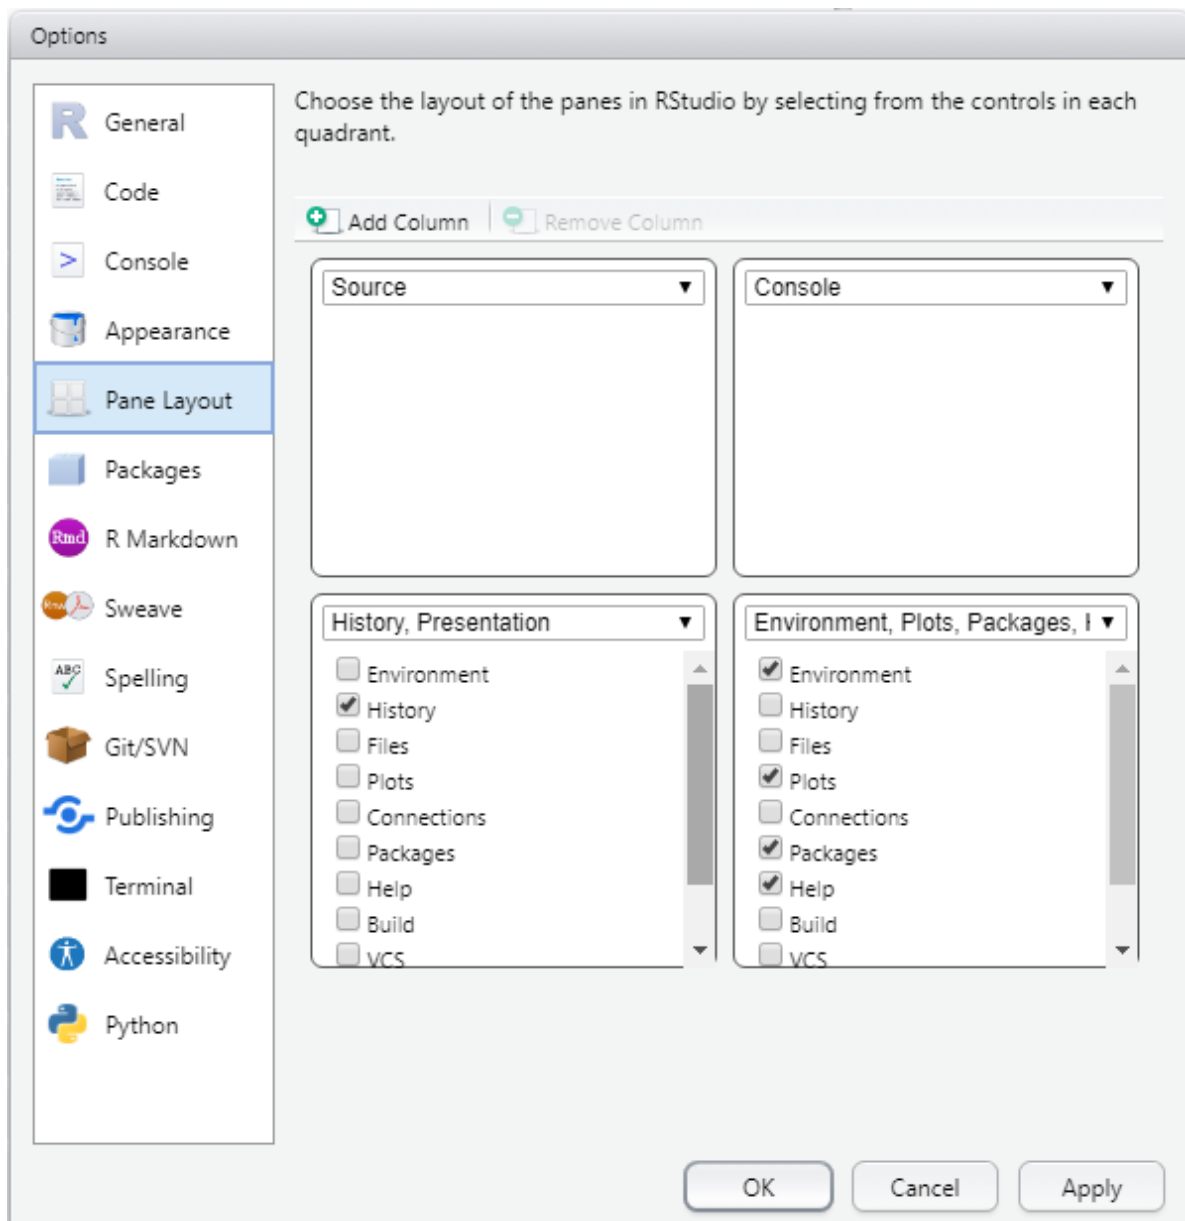 Options
General
Code
Console
Appearance
Pane Layout
Packages
R Markdown
Sweave
Spelling
Git/SVN
Publishing
Terminal
Accessibility
Python
Choose the layout of the panes in RStudio by selecting from the controls in each
quadrant.
Add Column
Remove Column
Source
Console
History, Presentation
Environment
History
Files
Plots
Connections
Packages
Help
Build
VCS
Environment, Plots, Packages,
Environment
History
Files
Plots
Connections
Packages
Help
Build
VCS
OK
Cancel
Apply